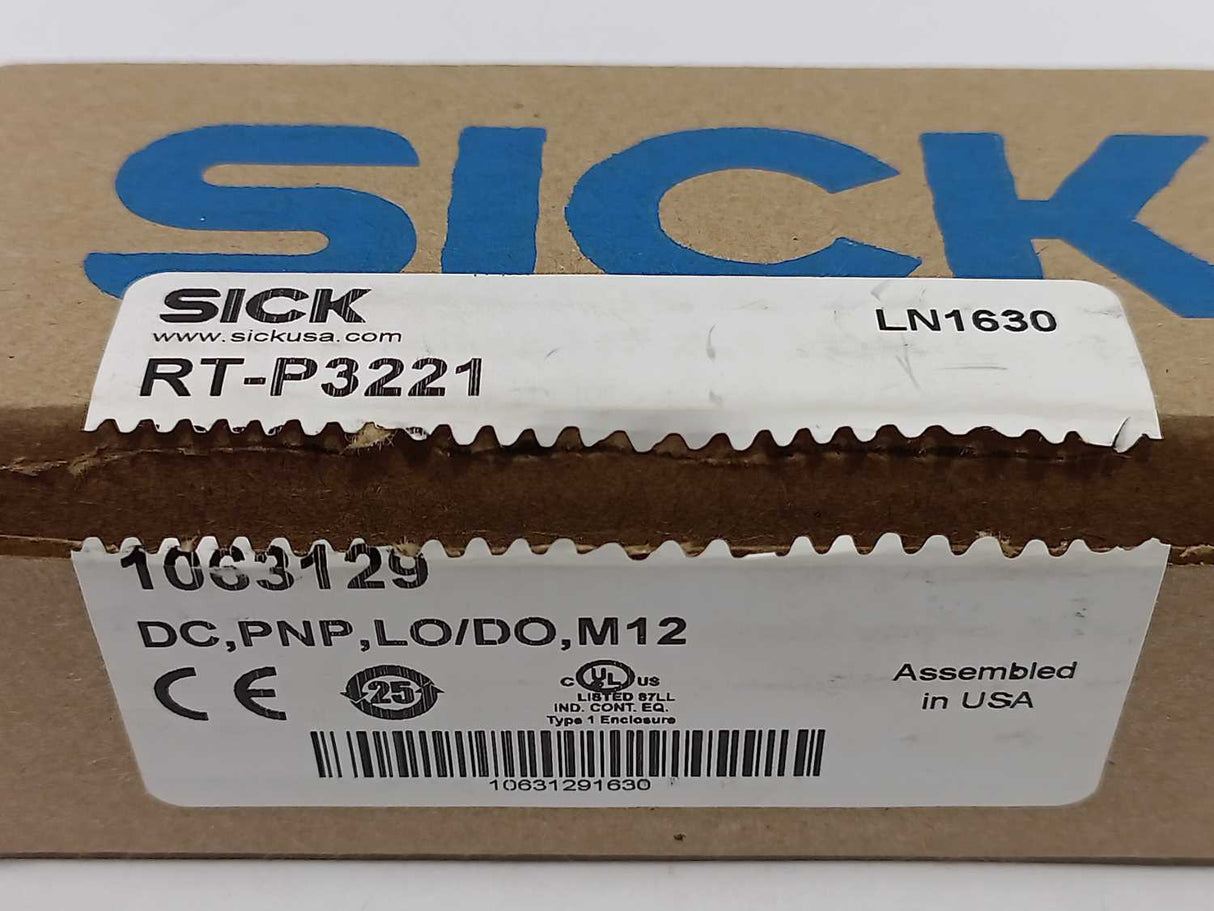 SICK
SICK
www.sickusa.com
LN1630
RT-P3221
1063129
DC,PNP,LO/DO,M12
CE
25
C UL US
LISTED 67LL
IND. CONT. EQ.
Type 1 Enclosure
Assembled
in USA
10631291630